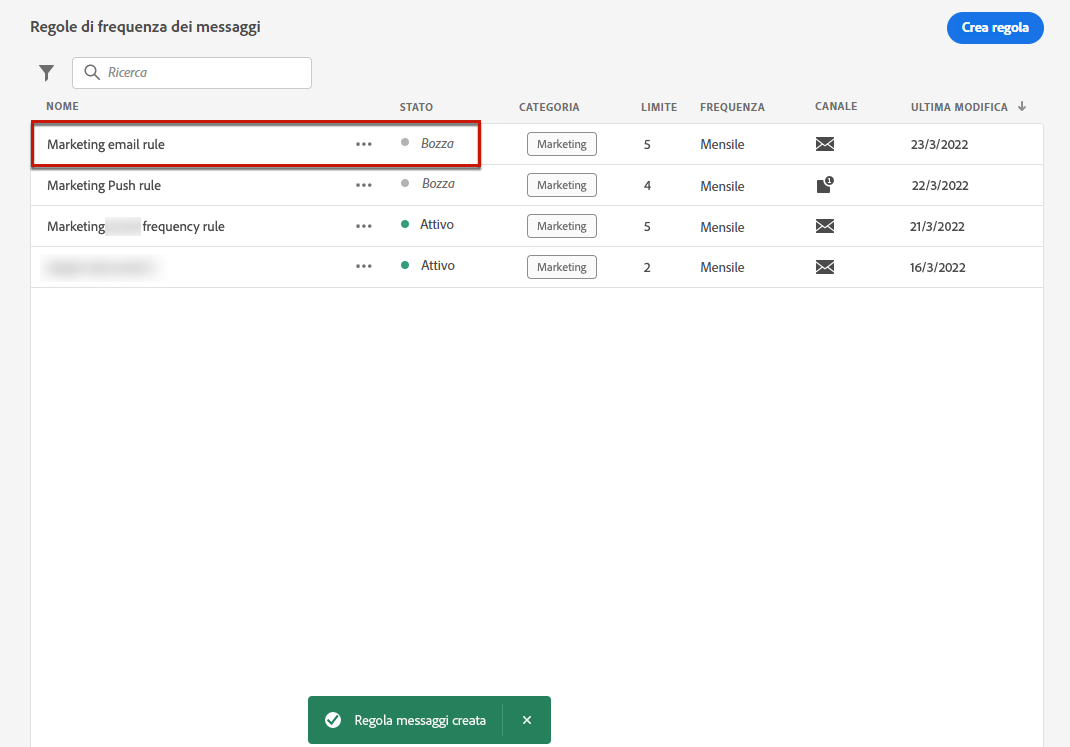 Regole di frequenza dei messaggi
Crea regola
Ricerca
NOME STATO CATEGORIA LIMITE FREQUENZA CANALE ULTIMA MODIFICA
Marketing email rule Bozza Marketing 5 Mensile 23/3/2022
Marketing Push rule Bozza Marketing 4 Mensile 1 22/3/2022
Marketing frequency rule Attivo Marketing 5 Mensile 21/3/2022
Attivo Marketing 2 Mensile 16/3/2022
Regola messaggi creata